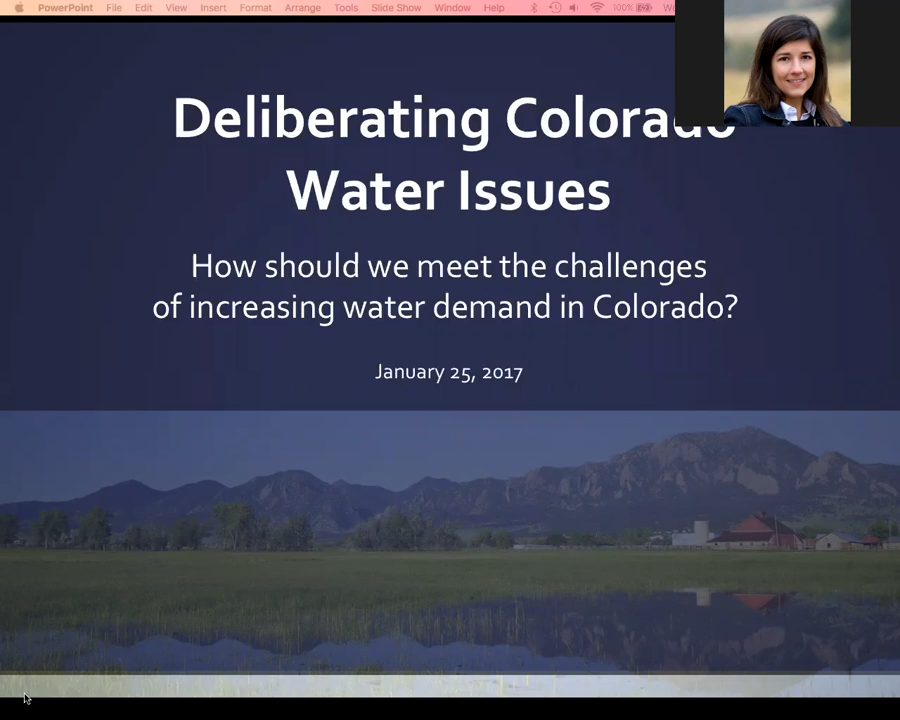 PowerPoint File Edit View Insert Format Arrange Tools Slide Show Window Help 100%
Deliberating Colorado
Water Issues
How should we meet the challenges
of increasing water demand in Colorado?
January 25, 2017